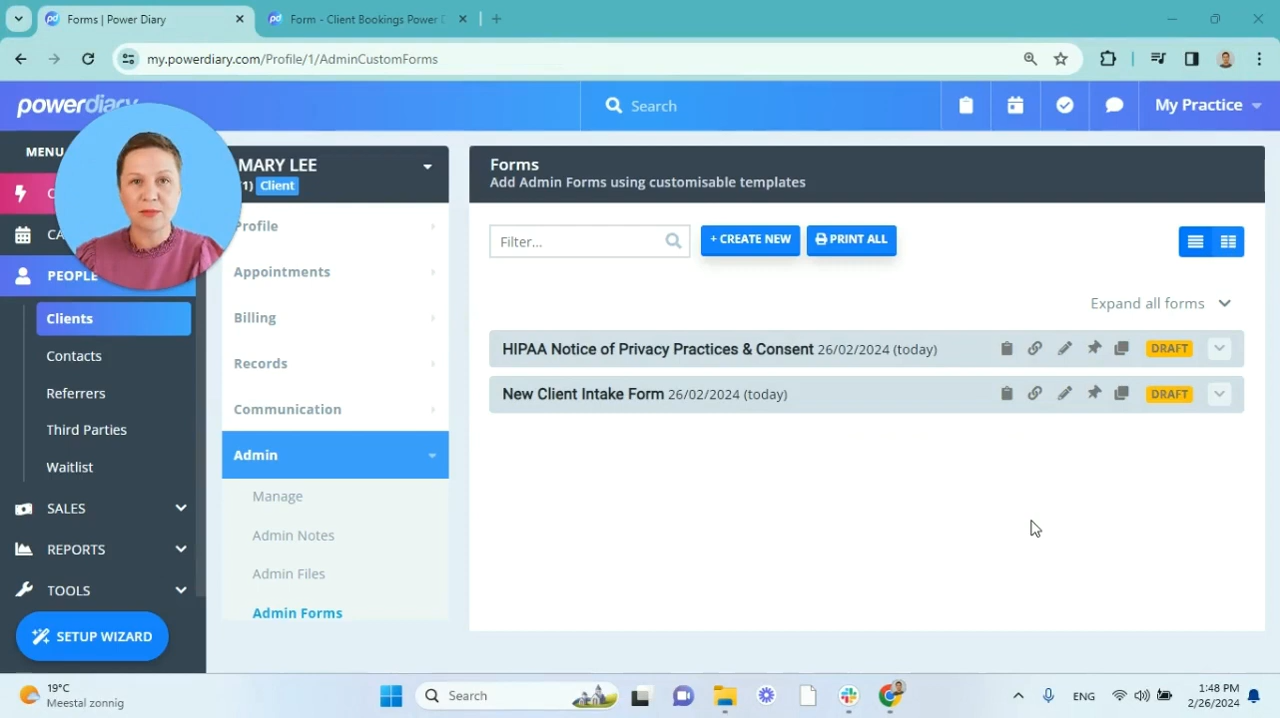 Forms | Power Diary
Form - Client Bookings Power D
my.powerdiary.com/Profile/1/AdminCustomForms
powerdiary
Search
My Practice
MENU
MARY LEE
1) Client
Forms
Add Admin Forms using customisable templates
PEOPLE
Clients
Contacts
Referrers
Third Parties
Waitlist
SALES
REPORTS
TOOLS
SETUP WIZARD
Profile
Appointments
Billing
Records
Communication
Admin
Manage
Admin Notes
Admin Files
Admin Forms
Filter...
+ CREATE NEW
PRINT ALL
Expand all forms
HIPAA Notice of Privacy Practices & Consent 26/02/2024 (today) DRAFT
New Client Intake Form 26/02/2024 (today) DRAFT
19°C
Meestal zonnig
Search
ENG
1:48 PM
2/26/2024